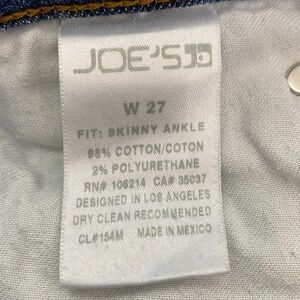 JOE'S
W 27
FIT: SKINNY ANKLE
98% COTTON/COTON
2% POLYURETHANE
RN# 106214 CA# 35037
DESIGNED IN LOS ANGELES
DRY CLEAN RECOMMENDED
CL#154M MADE IN MEXICO